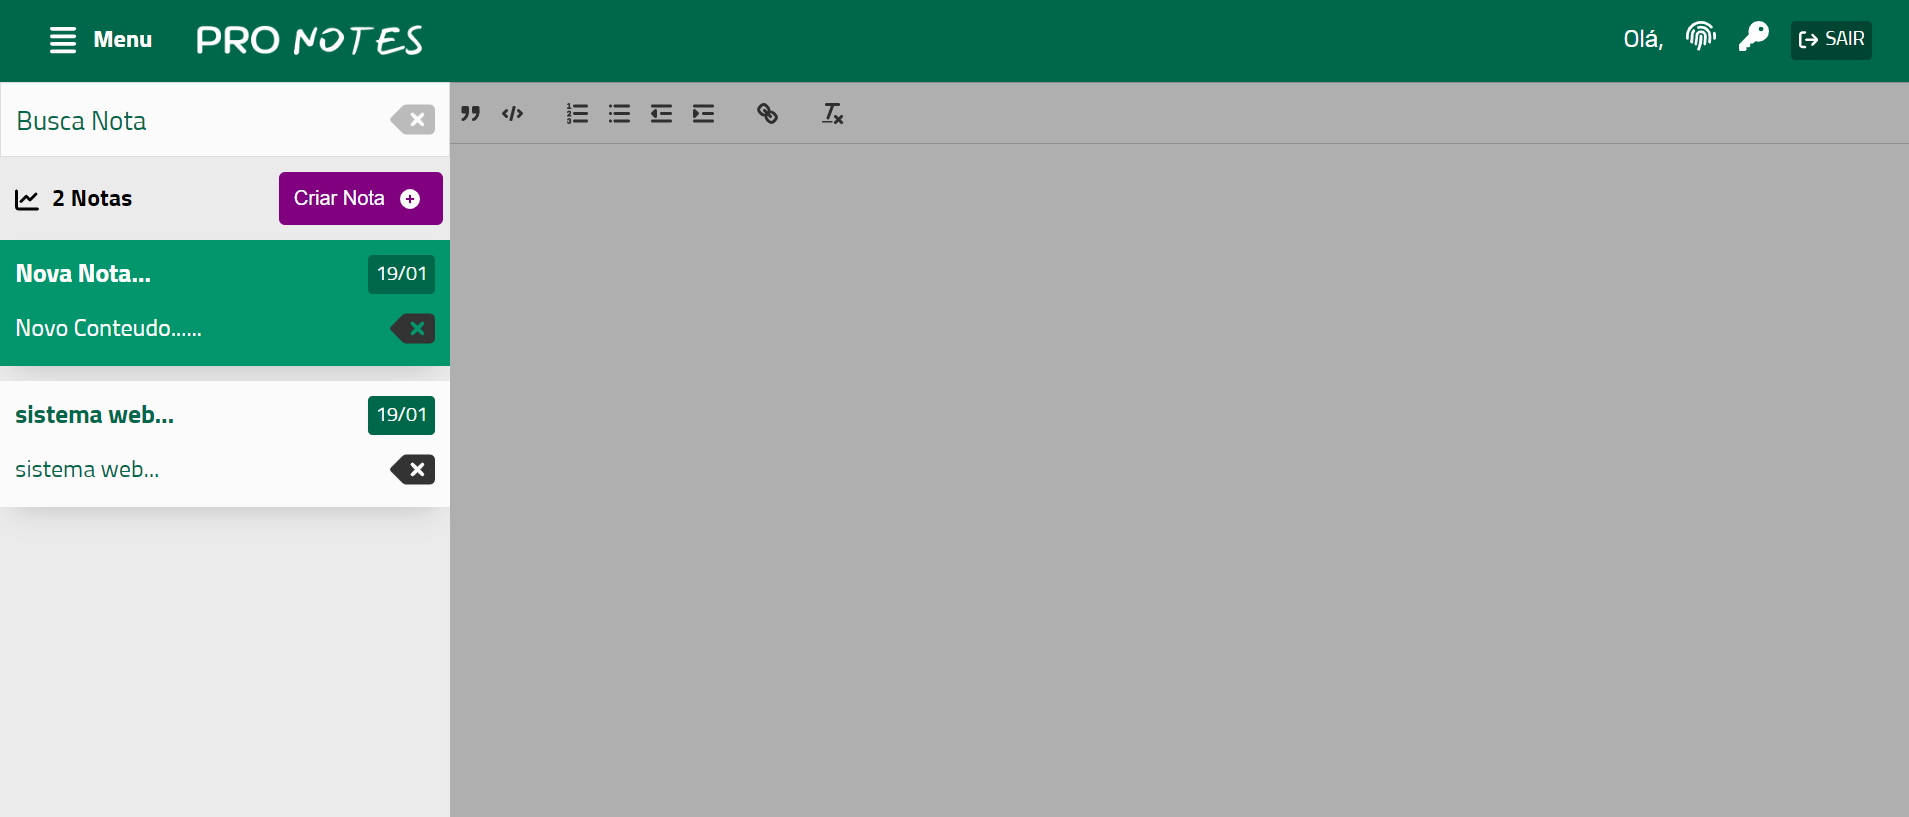 Menu PRO NOTES Olá, SAIR
Busca Nota
2 Notas Criar Nota
Nova Nota... 19/01
Novo Conteudo......
sistema web... 19/01
sistema web...